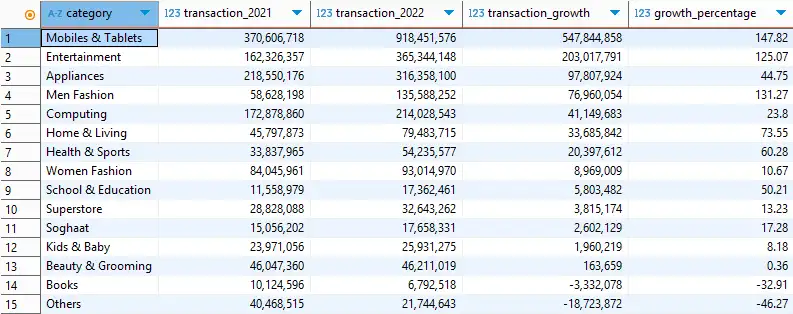 A-Z category 123 transaction_2021 123 transaction_2022 123 transaction_growth 123 growth_percentage
1 Mobiles & Tablets 370,606,718 918,451,576 547,844,858 147.82
2 Entertainment 162,326,357 365,344,148 203,017,791 125.07
3 Appliances 218,550,176 316,358,100 97,807,924 44.75
4 Men Fashion 58,628,198 135,588,252 76,960,054 131.27
5 Computing 172,878,860 214,028,543 41,149,683 23.8
6 Home & Living 45,797,873 79,483,715 33,685,842 73.55
7 Health & Sports 33,837,965 54,235,577 20,397,612 60.28
8 Women Fashion 84,045,961 93,014,970 8,969,009 10.67
9 School & Education 11,558,979 17,362,461 5,803,482 50.21
10 Superstore 28,828,088 32,643,262 3,815,174 13.23
11 Soghaat 15,056,202 17,658,331 2,602,129 17.28
12 Kids & Baby 23,971,056 25,931,275 1,960,219 8.18
13 Beauty & Grooming 46,047,360 46,211,019 163,659 0.36
14 Books 10,124,596 6,792,518 -3,332,078 -32.91
15 Others 40,468,515 21,744,643 -18,723,872 -46.27